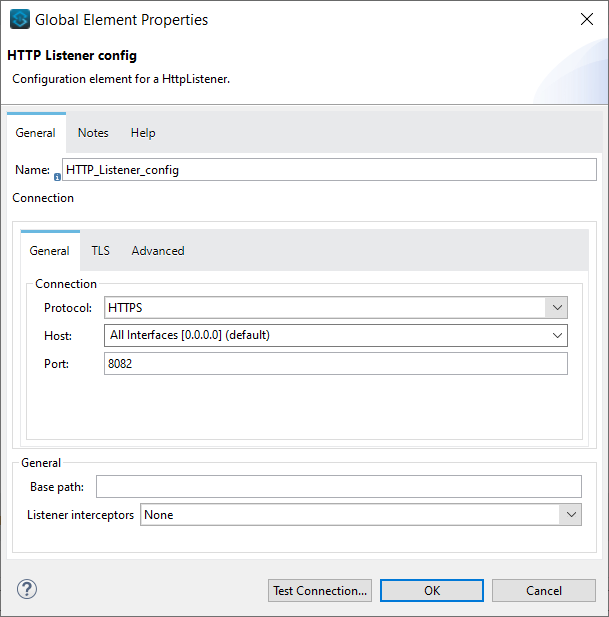 Global Element Properties
HTTP Listener config
Configuration element for a HttpListener.
General Notes Help
Name: HTTP_Listener_config
Connection
General TLS Advanced
Connection
Protocol: HTTPS
Host: All Interfaces [0.0.0.0] (default)
Port: 8082
General
Base path:
Listener interceptors None
? Test Connection... OK Cancel